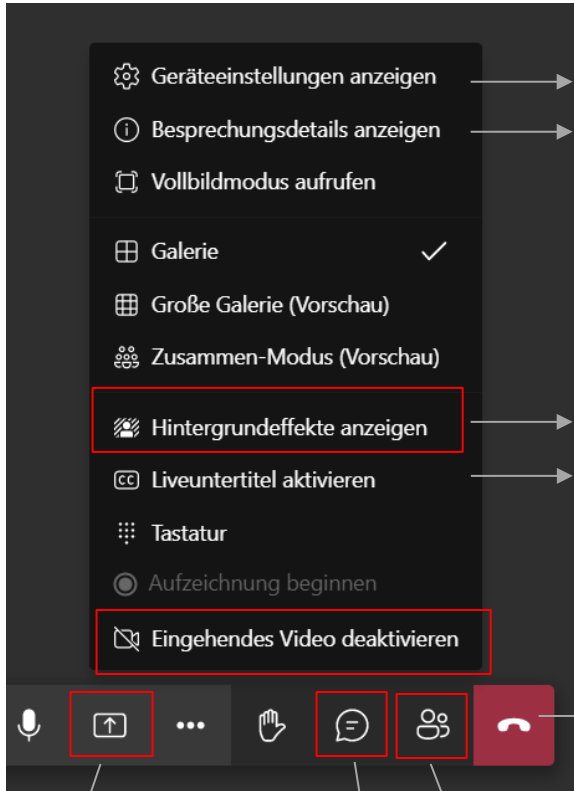 Geräteeinstellungen anzeigen
Besprechungsdetails anzeigen
Vollbildmodus aufrufen
Galerie
Große Galerie (Vorschau)
Zusammen-Modus (Vorschau)
Hintergrundeffekte anzeigen
CC Liveuntertitel aktivieren
Tastatur
Aufzeichnung beginnen
Eingehendes Video deaktivieren